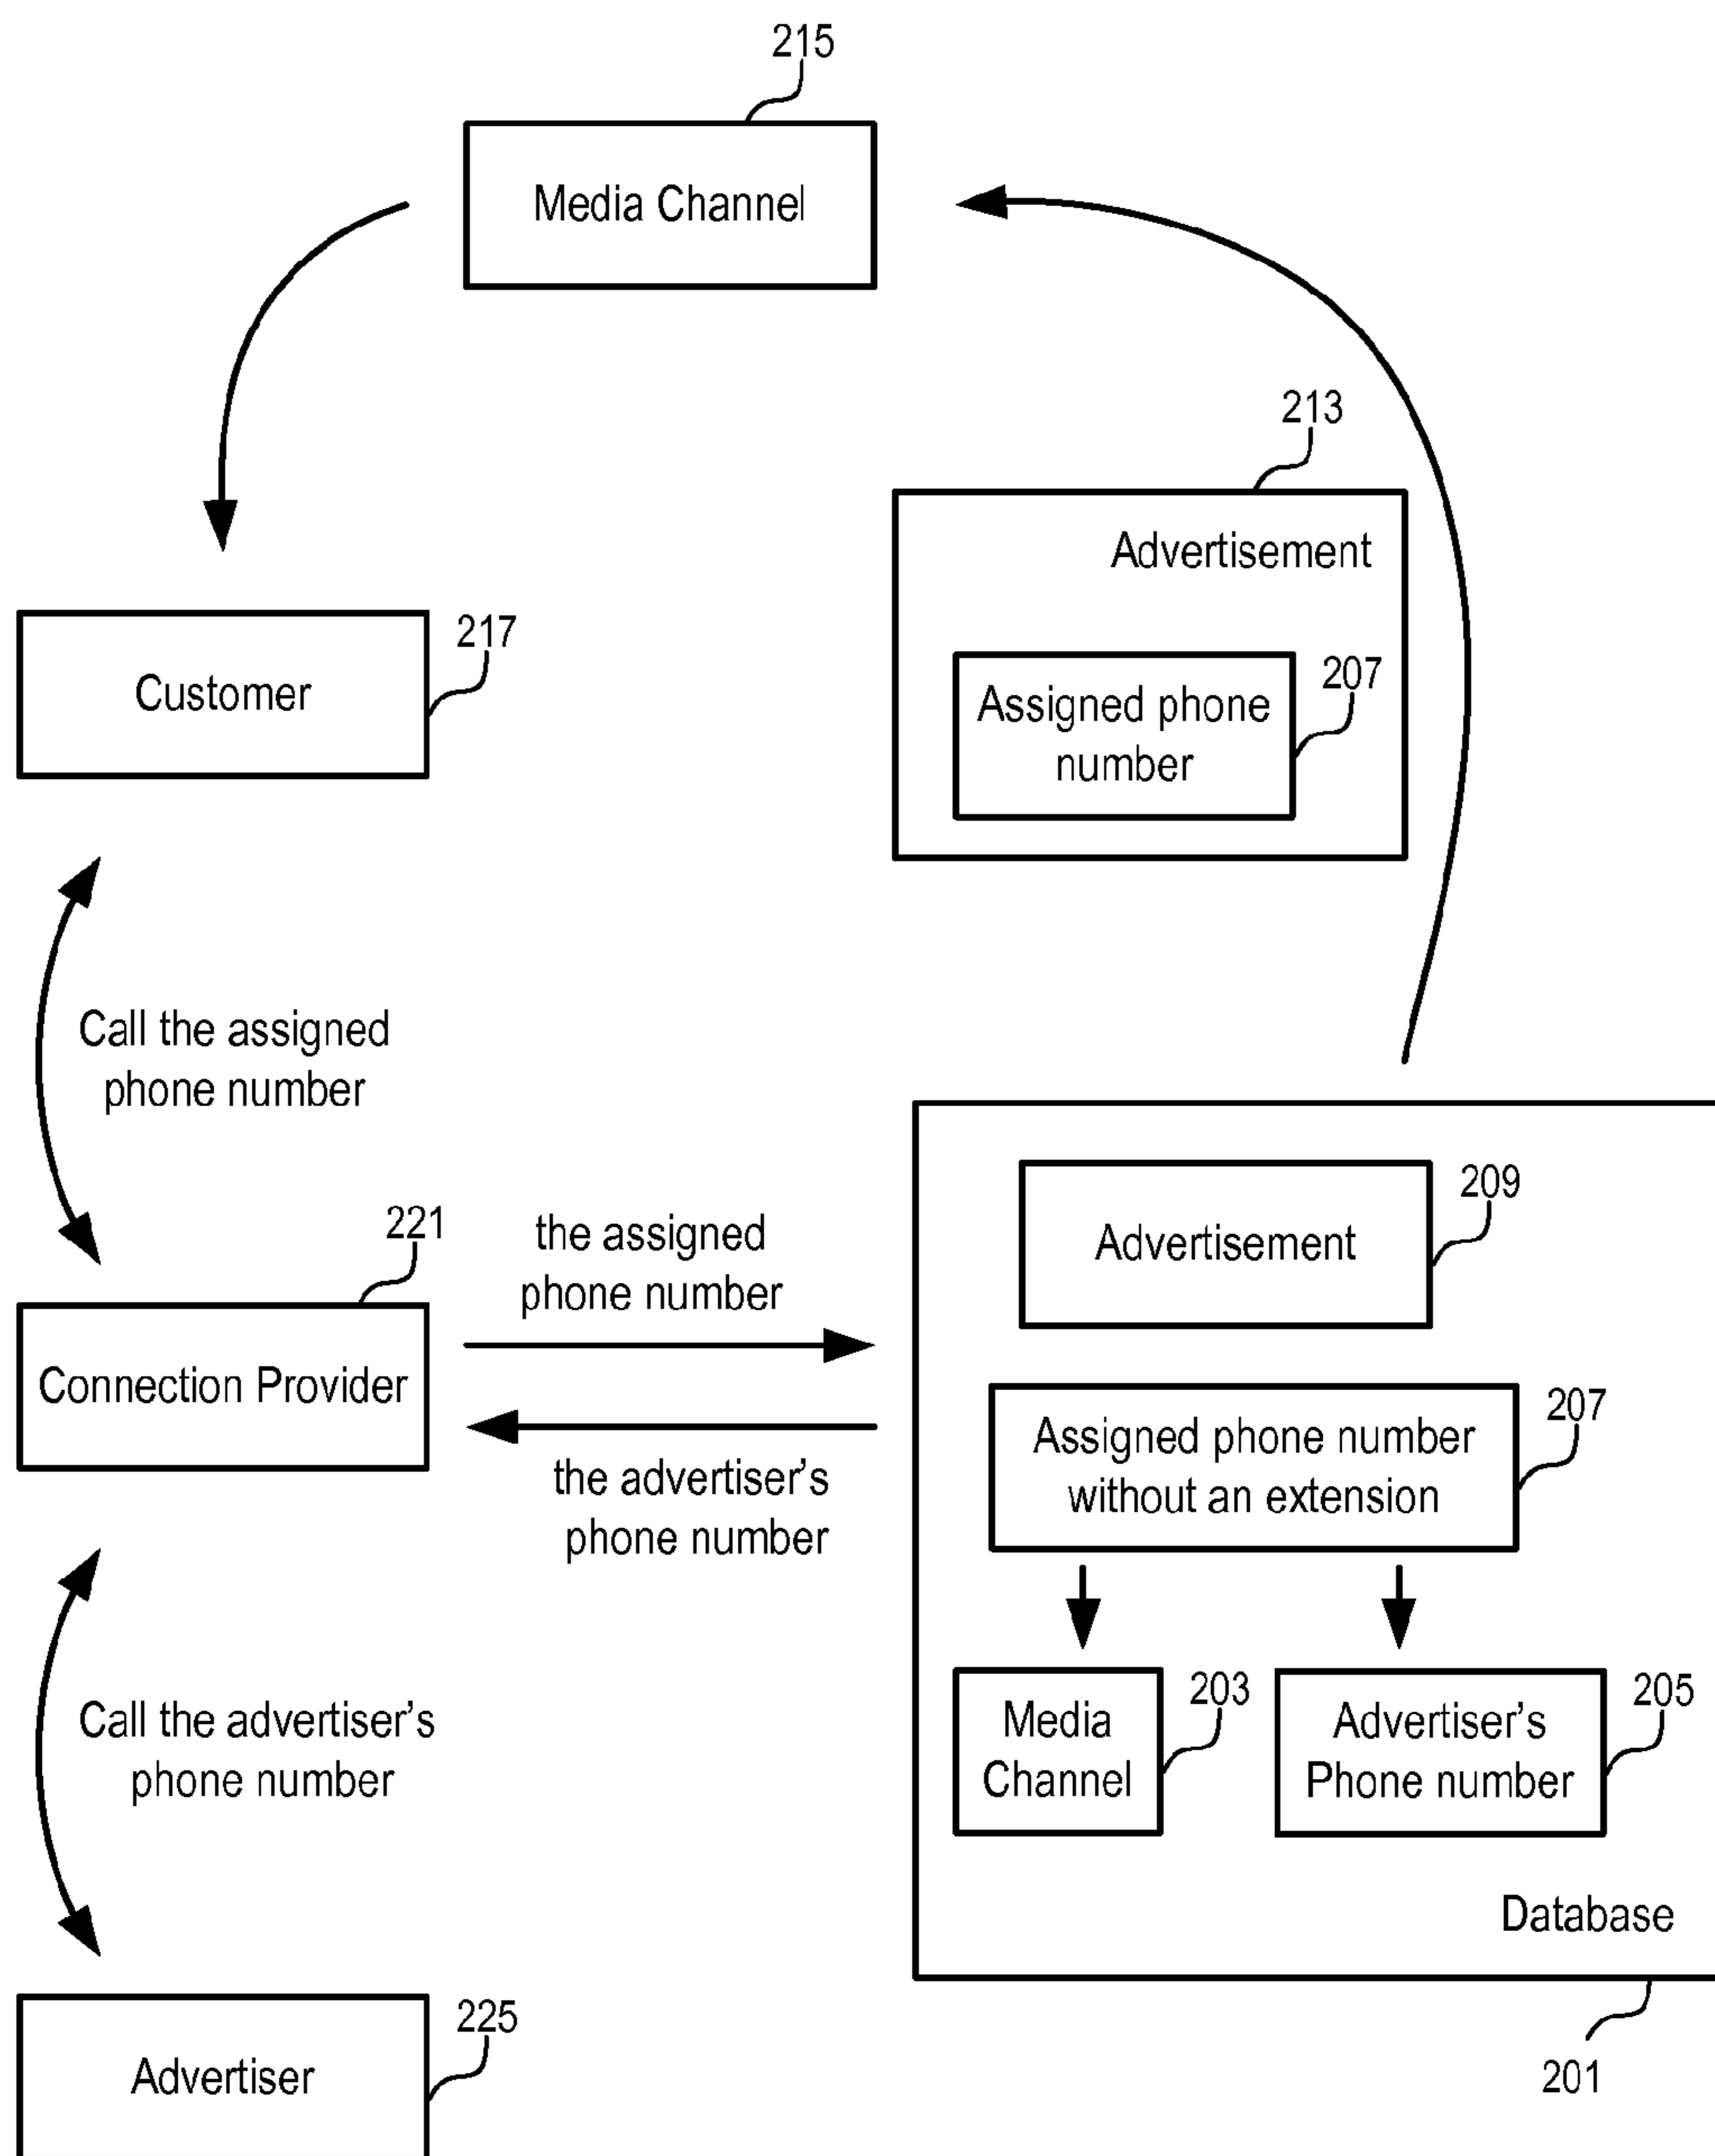 215
Media Channel
213
Advertisement
217
Customer
207
Assigned phone
number
Call the assigned
phone number
209
Advertisement
221
the assigned
phone number
Connection Provider
207
Assigned phone number
without an extension
the advertiser's
phone number
203
Media
Channel
205
Advertiser's
Phone number
Call the advertiser's
phone number
Database
225
Advertiser
201